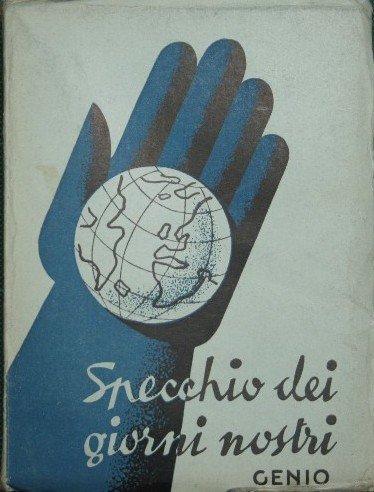 Specchio dei
giorni nostri
GENIO